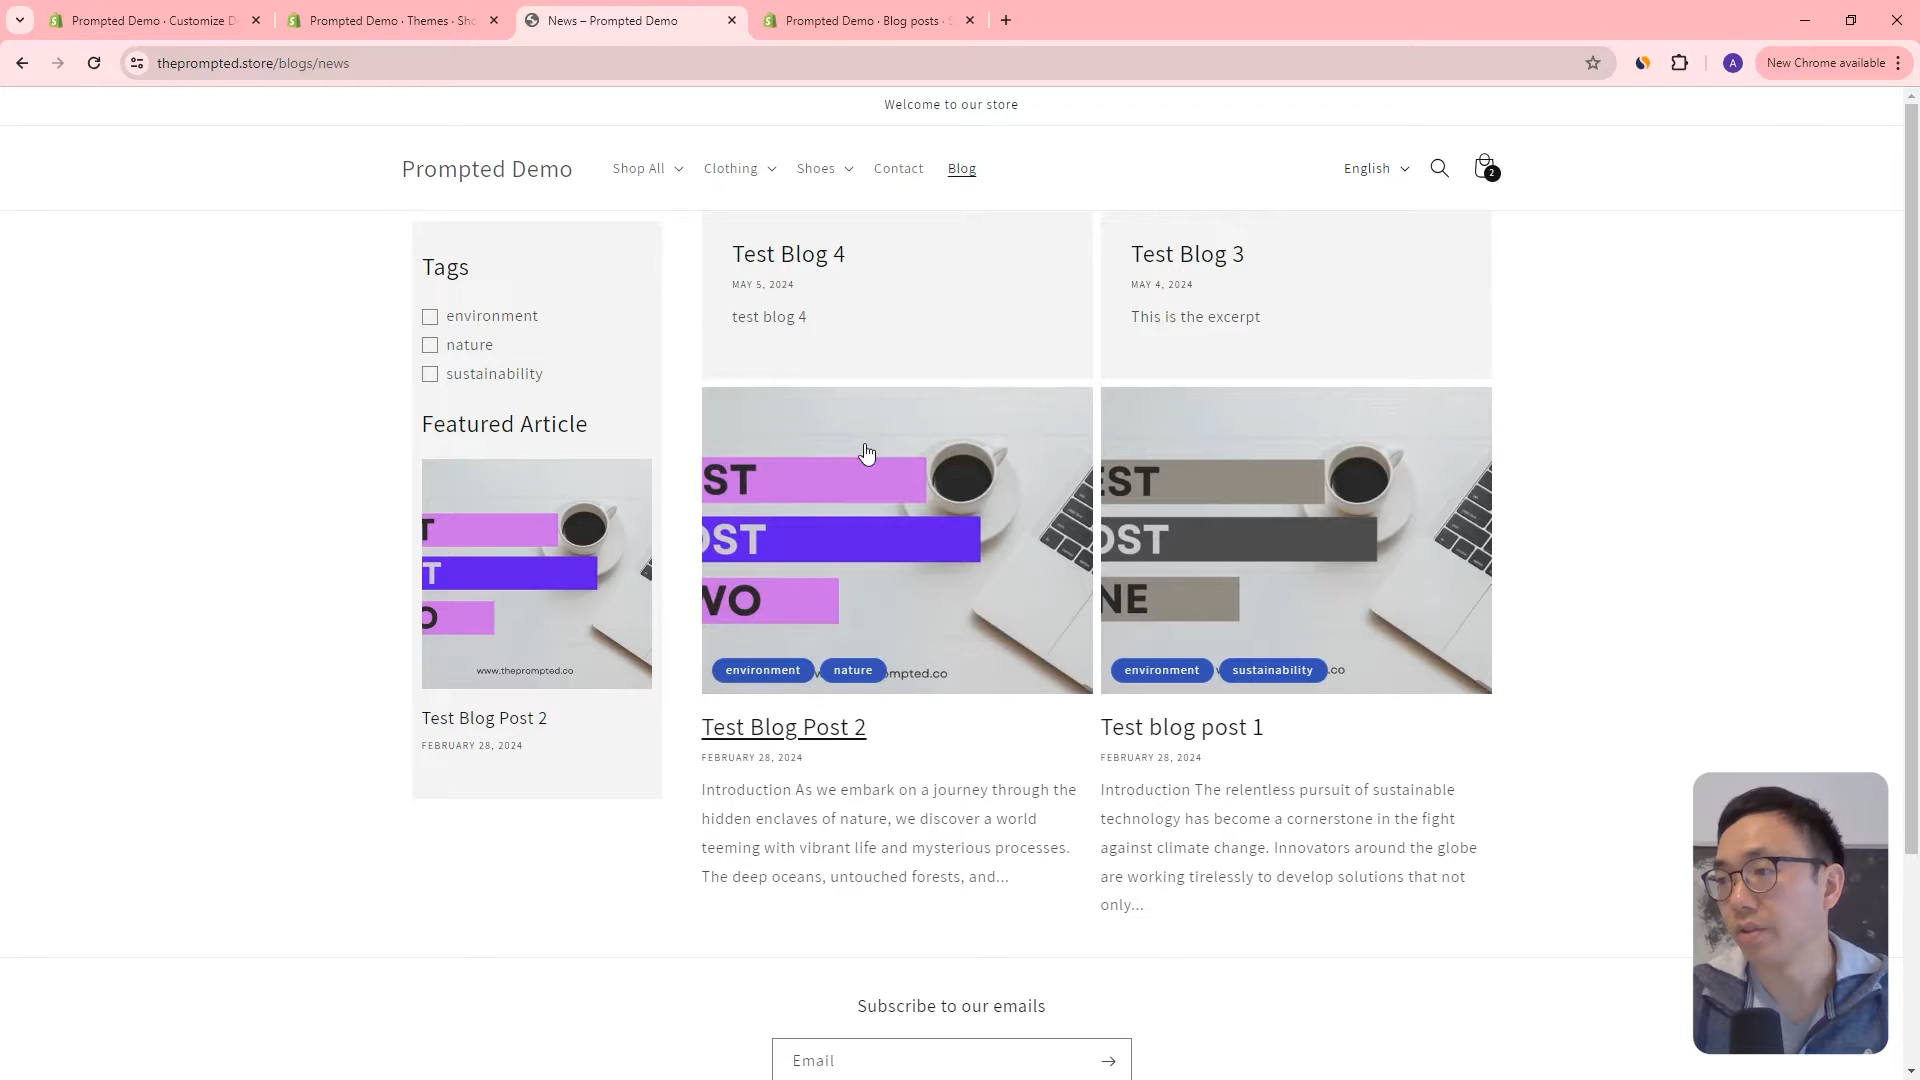 Prompted Demo · Customize D
Prompted Demo · Themes · Sho
News – Prompted Demo
Prompted Demo · Blog posts · S
theprompted.store/blogs/news
A
New Chrome available
Welcome to our store
Prompted Demo
Shop All
Clothing
Shoes
Contact
Blog
English
2
Tags
environment
nature
sustainability
Featured Article
T
T
O
www.theprompted.co
Test Blog Post 2
FEBRUARY 28, 2024
Test Blog 4
MAY 5, 2024
test blog 4
Test Blog 3
MAY 4, 2024
This is the excerpt
ST
OST
WO
environment
nature
mpted.co
EST
OST
NE
environment
sustainability
.co
Test Blog Post 2
FEBRUARY 28, 2024
Introduction As we embark on a journey through the
hidden enclaves of nature, we discover a world
teeming with vibrant life and mysterious processes.
The deep oceans, untouched forests, and...
Test blog post 1
FEBRUARY 28, 2024
Introduction The relentless pursuit of sustainable
technology has become a cornerstone in the fight
against climate change. Innovators around the globe
are working tirelessly to develop solutions that not
only...
Subscribe to our emails
Email